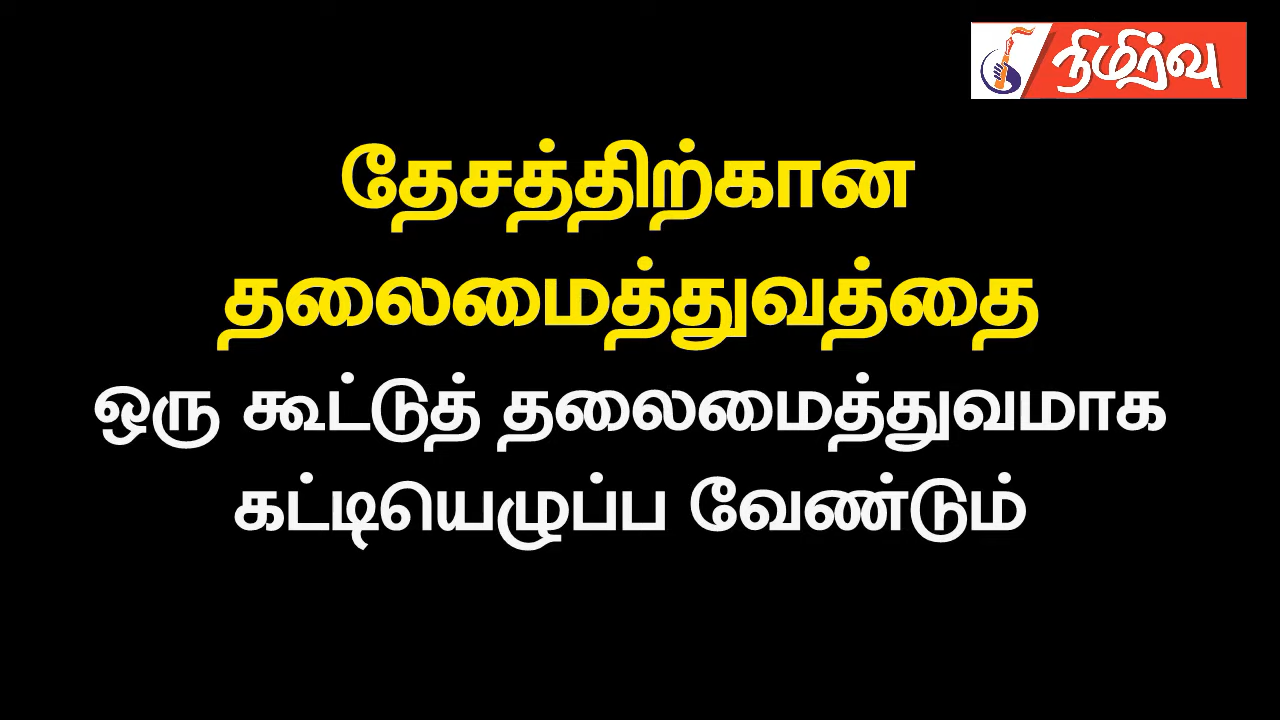 நிமிர்வு
தேசத்திற்கான
தலைமைத்துவத்தை
ஒரு கூட்டுத் தலைமைத்துவமாக
கட்டியெழுப்ப வேண்டும்